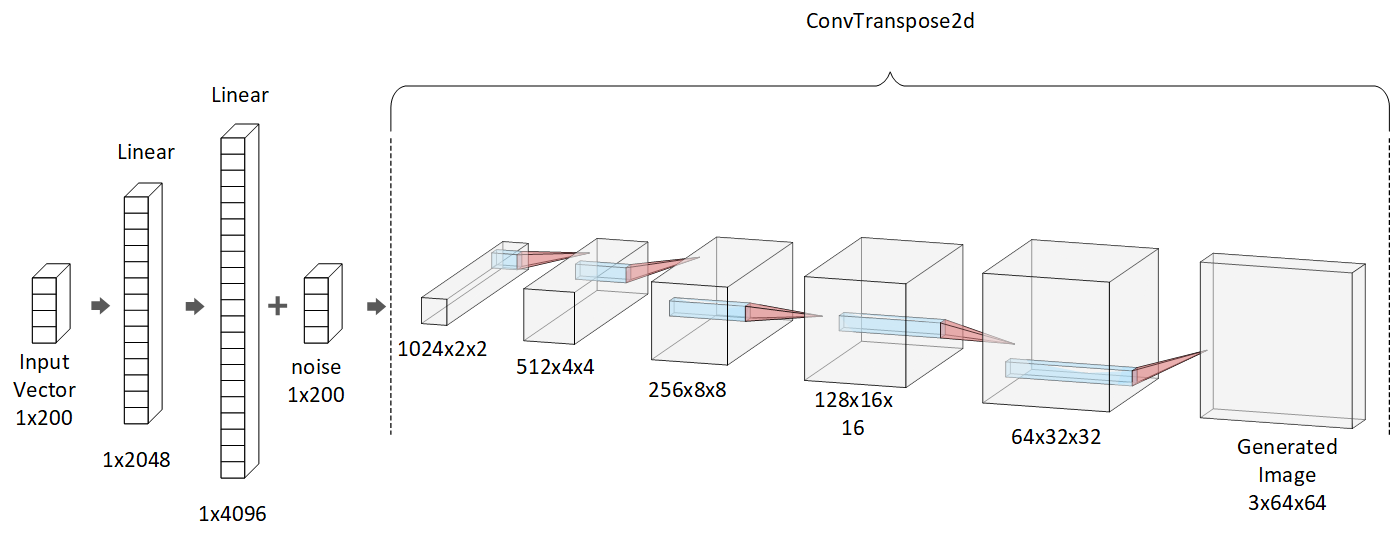 ConvTranspose2d
Linear
Linear
+
Input
Vector
1x200
1x2048
1x4096
noise
1x200
1024x2x2
512x4x4
256x8x8
128x16x
16
64x32x32
Generated
Image
3x64x64